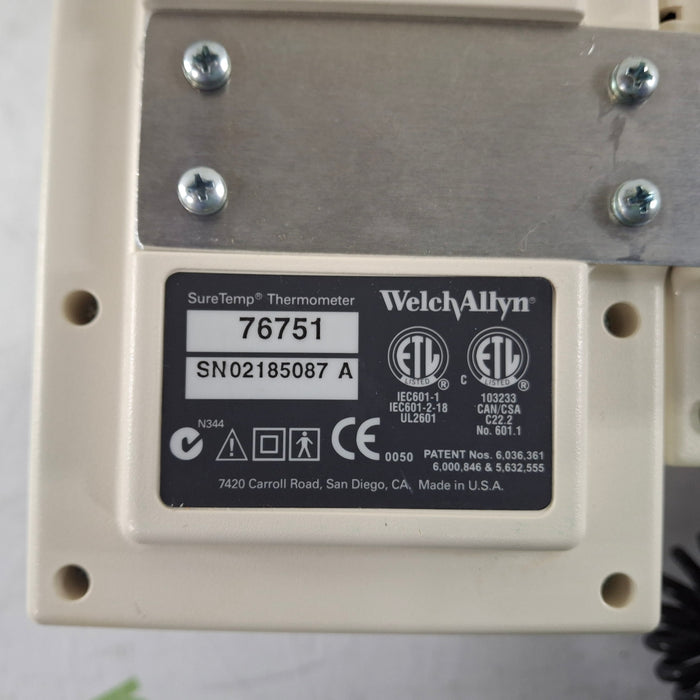 SureTemp® Thermometer
WelchAllyn®
76751
SN02185087 A
ETL
LISTED
®
IEC601-1
IEC601-2-18
UL2601
C
ETL
LISTED
®
103233
CAN/CSA
C22.2
No. 601.1
N344
CE 0050
PATENT Nos. 6,036,361
6,000,846 & 5,632,555
7420 Carroll Road, San Diego, CA. Made in U.S.A.